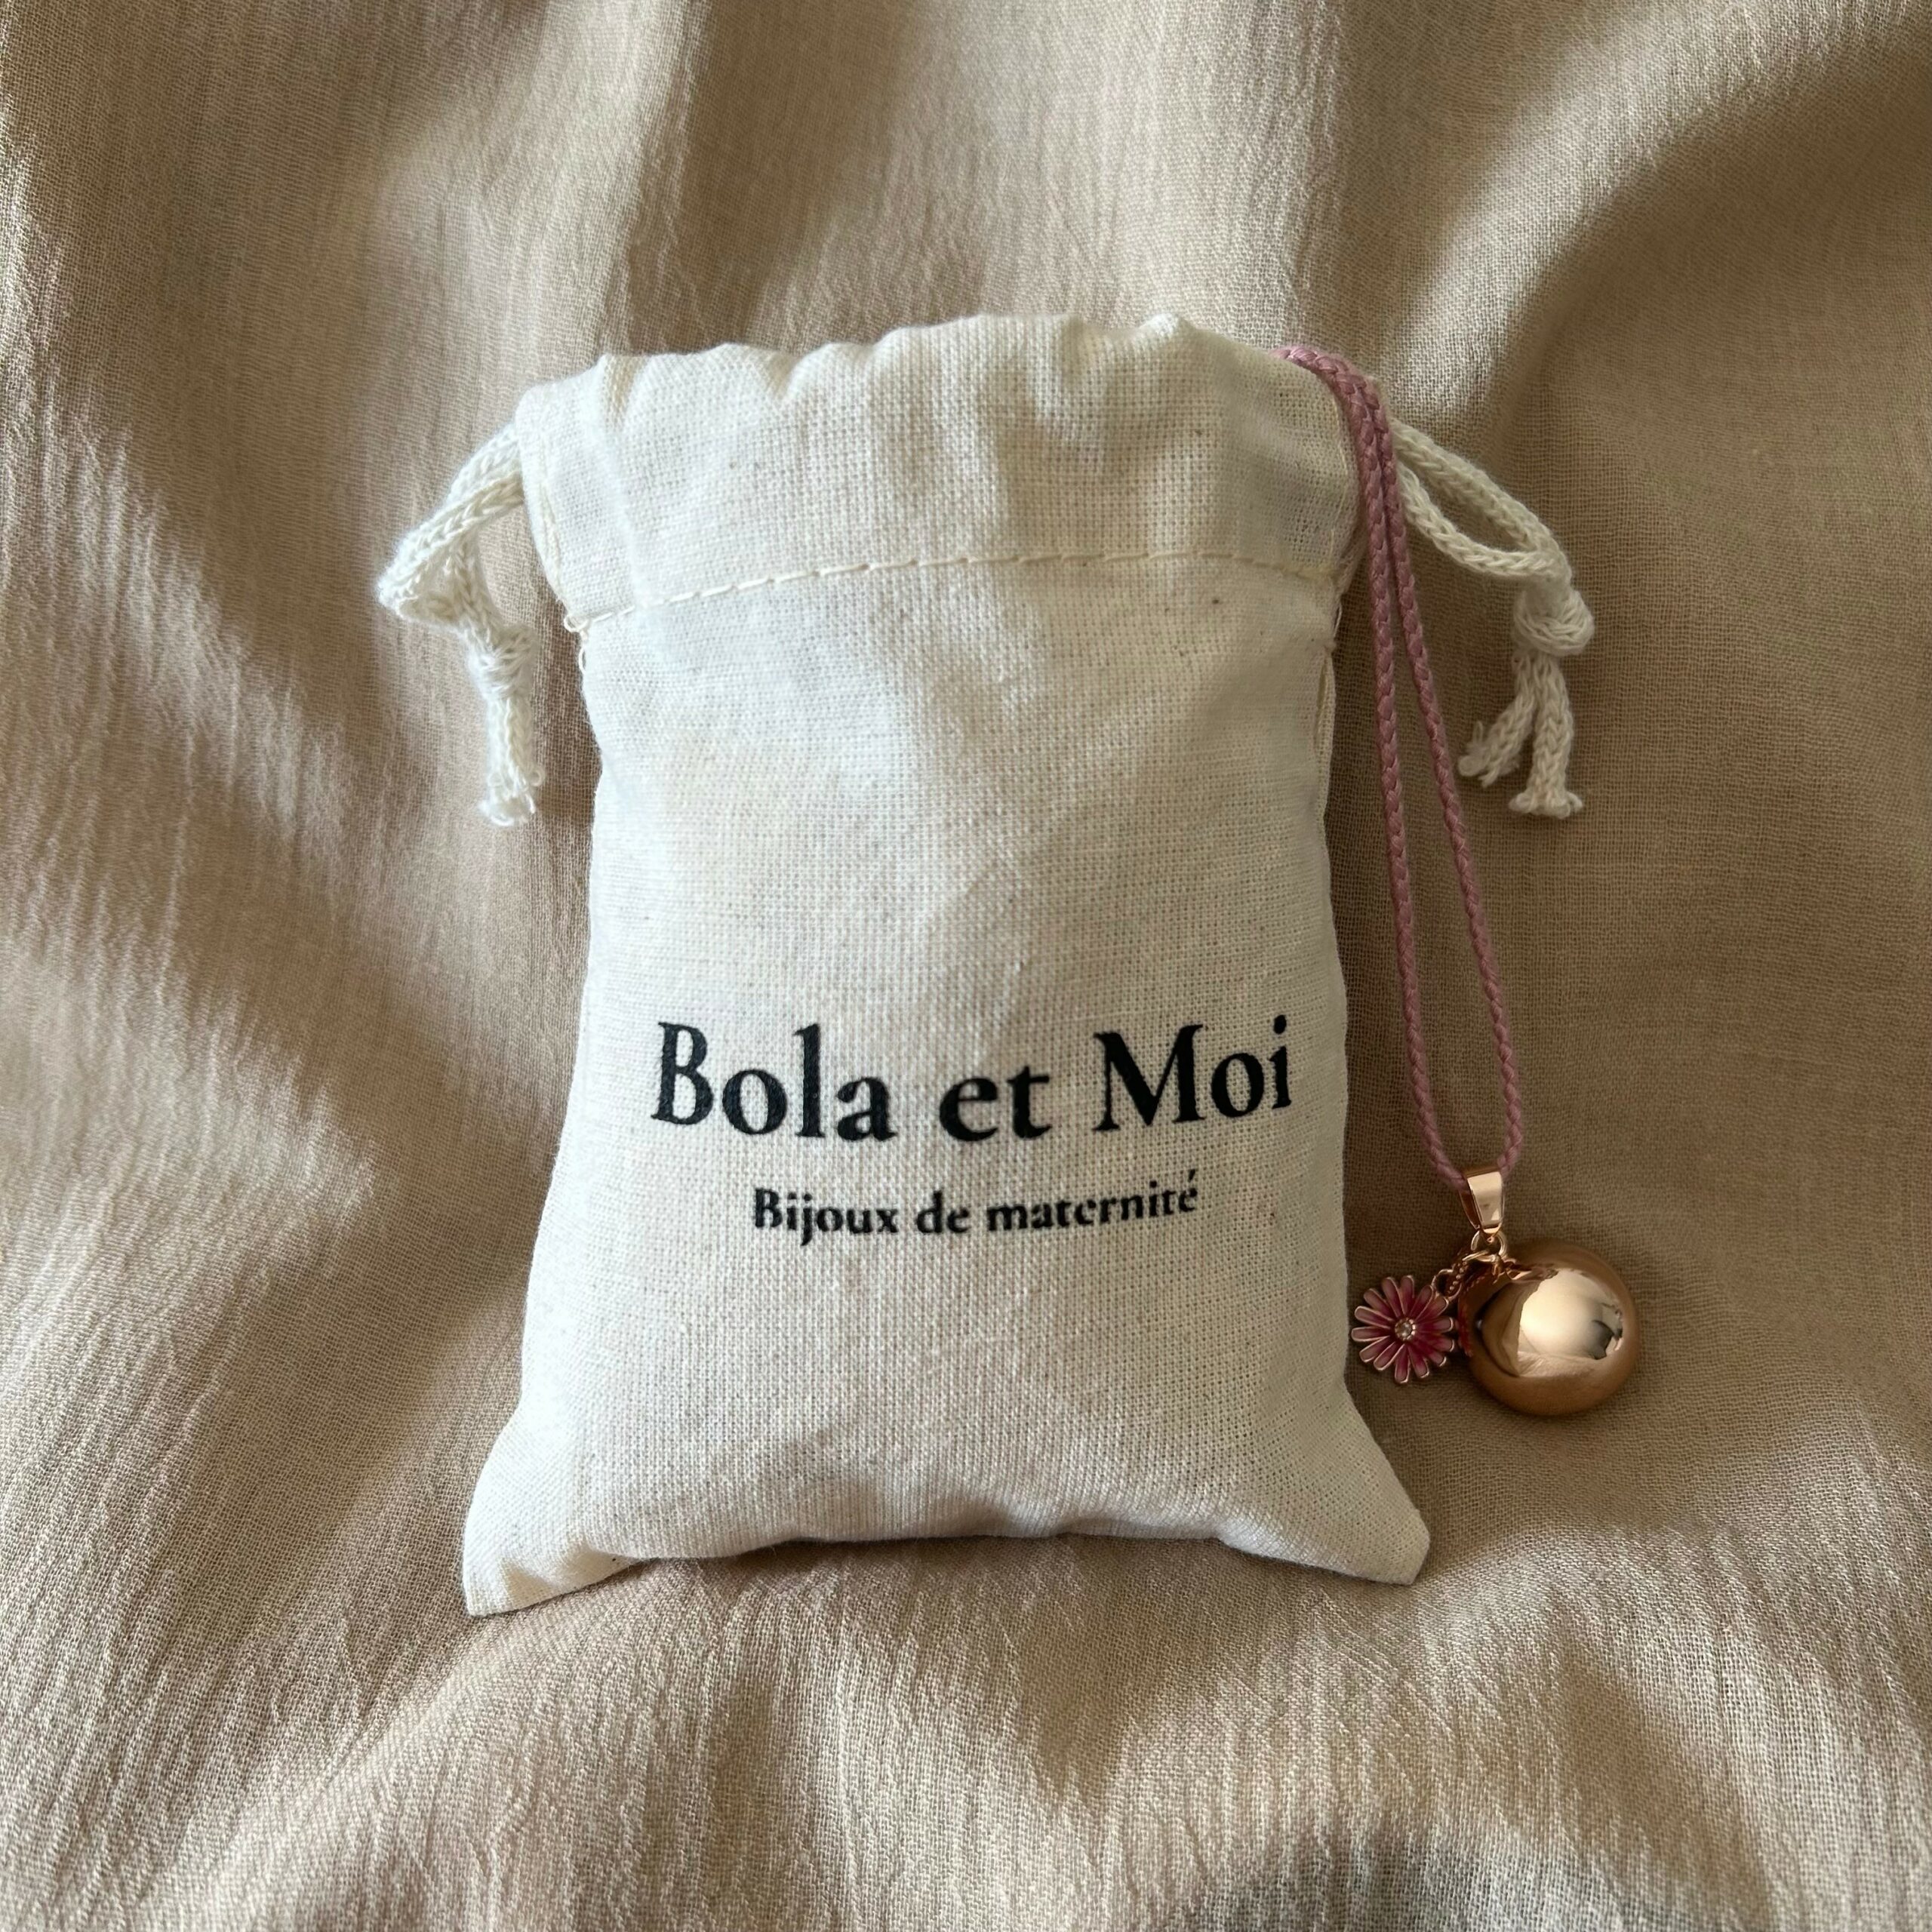 Bola et Moi
Bijoux de maternité